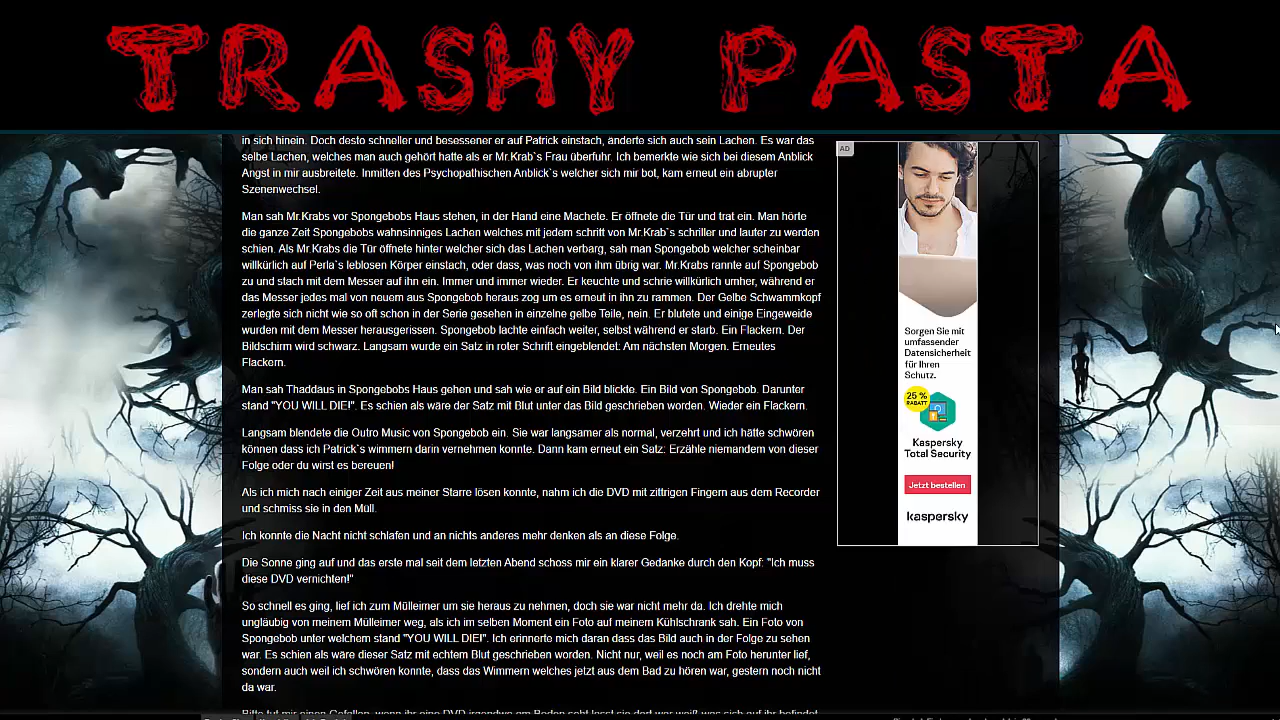 TRASHY PASTA
in sich hinein. Doch desto schneller und besessener er auf Patrick einstach, änderte sich auch sein Lachen. Es war das
selbe Lachen, welches man auch gehört hatte als er Mr.Krab`s Frau überfuhr. Ich bemerkte wie sich bei diesem Anblick
Angst in mir ausbreitete. Inmitten des Psychopathischen Anblick`s welcher sich mir bot, kam erneut ein abrupter
Szenenwechsel.
Man sah Mr.Krabs vor Spongebobs Haus stehen, in der Hand eine Machete. Er öffnete die Tür und trat ein. Man hörte
die ganze Zeit Spongebobs wahnsinniges Lachen welches mit jedem schritt von Mr.Krab`s schriller und lauter zu werden
schien. Als Mr.Krabs die Tür öffnete hinter welcher sich das Lachen verbarg, sah man Spongebob welcher scheinbar
willkürlich auf Perla`s leblosen Körper einstach, oder dass, was noch von ihm übrig war. Mr.Krabs rannte auf Spongebob
zu und stach mit dem Messer auf ihn ein. Immer und immer wieder. Er keuchte und schrie willkürlich umher, während er
das Messer jedes mal von neuem aus Spongebob heraus zog um es erneut in ihn zu rammen. Der Gelbe Schwammkopf
zerlegte sich nicht wie so oft schon in der Serie gesehen in einzelne gelbe Teile, nein. Er blutete und einige Eingeweide
wurden mit dem Messer herausgerissen. Spongebob lachte einfach weiter, selbst während er starb. Ein Flackern. Der
Bildschirm wird schwarz. Langsam wurde ein Satz in roter Schrift eingeblendet: Am nächsten Morgen. Erneutes
Flackern.
Man sah Thaddäus in Spongebobs Haus gehen und sah wie er auf ein Bild blickte. Ein Bild von Spongebob. Darunter
stand "YOU WILL DIE!". Es schien als wäre der Satz mit Blut unter das Bild geschrieben worden. Wieder ein Flackern.
Langsam blendete die Outro Music von Spongebob ein. Sie war langsamer als normal, verzehrt und ich hätte schwören
können dass ich Patrick`s wimmern darin vernehmen konnte. Dann kam erneut ein Satz: Erzähle niemandem von dieser
Folge oder du wirst es bereuen!
Als ich mich nach einiger Zeit aus meiner Starre lösen konnte, nahm ich die DVD mit zittrigen Fingern aus dem Recorder
und schmiss sie in den Müll.
Ich konnte die Nacht nicht schlafen und an nichts anderes mehr denken als an diese Folge.
Die Sonne ging auf und das erste mal seit dem letzten Abend schoss mir ein klarer Gedanke durch den Kopf: "Ich muss
diese DVD vernichten!"
So schnell es ging, lief ich zum Mülleimer um sie heraus zu nehmen, doch sie war nicht mehr da. Ich drehte mich
ungläubig von meinem Mülleimer weg, als ich im selben Moment ein Foto auf meinem Kühlschrank sah. Ein Foto von
Spongebob unter welchem stand "YOU WILL DIE!". Ich erinnerte mich daran dass das Bild auch in der Folge zu sehen
war. Es schien als wäre dieser Satz mit echtem Blut geschrieben worden. Nicht nur, weil es noch am Foto herunter lief,
sondern auch weil ich schwören konnte, dass das Wimmern welches jetzt aus dem Bad zu hören war, gestern noch nicht
da war.
Bitte tut mir einen Gefallen, wenn ihr eine DVD irgendwo am Boden seht lasst sie dort wer weiß was sich auf ihr befindet
AD
Sorgen Sie mit
umfassender
Datensicherheit
für Ihren
Schutz.
25 %
RABATT
Kaspersky
Total Security
Jetzt bestellen
kaspersky